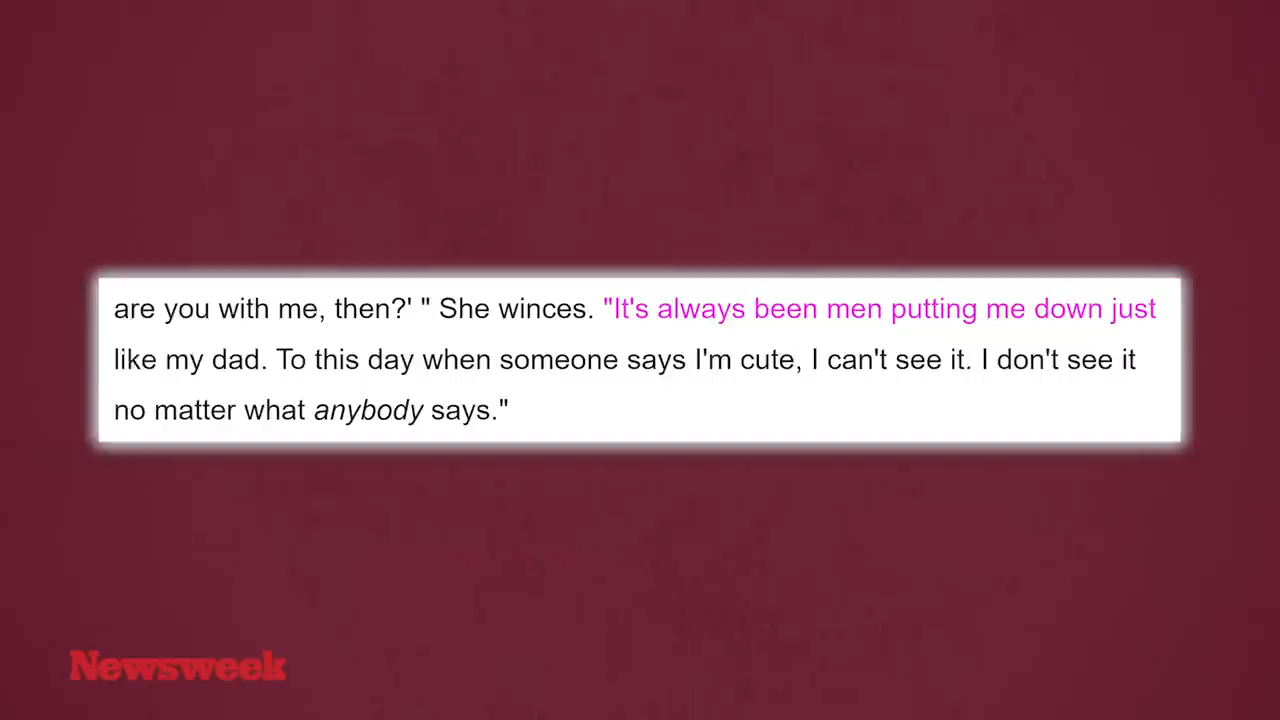 are you with me, then?' " She winces. "It's always been men putting me down just
like my dad. To this day when someone says I'm cute, I can't see it. I don't see it
no matter what anybody says."
Newsweek